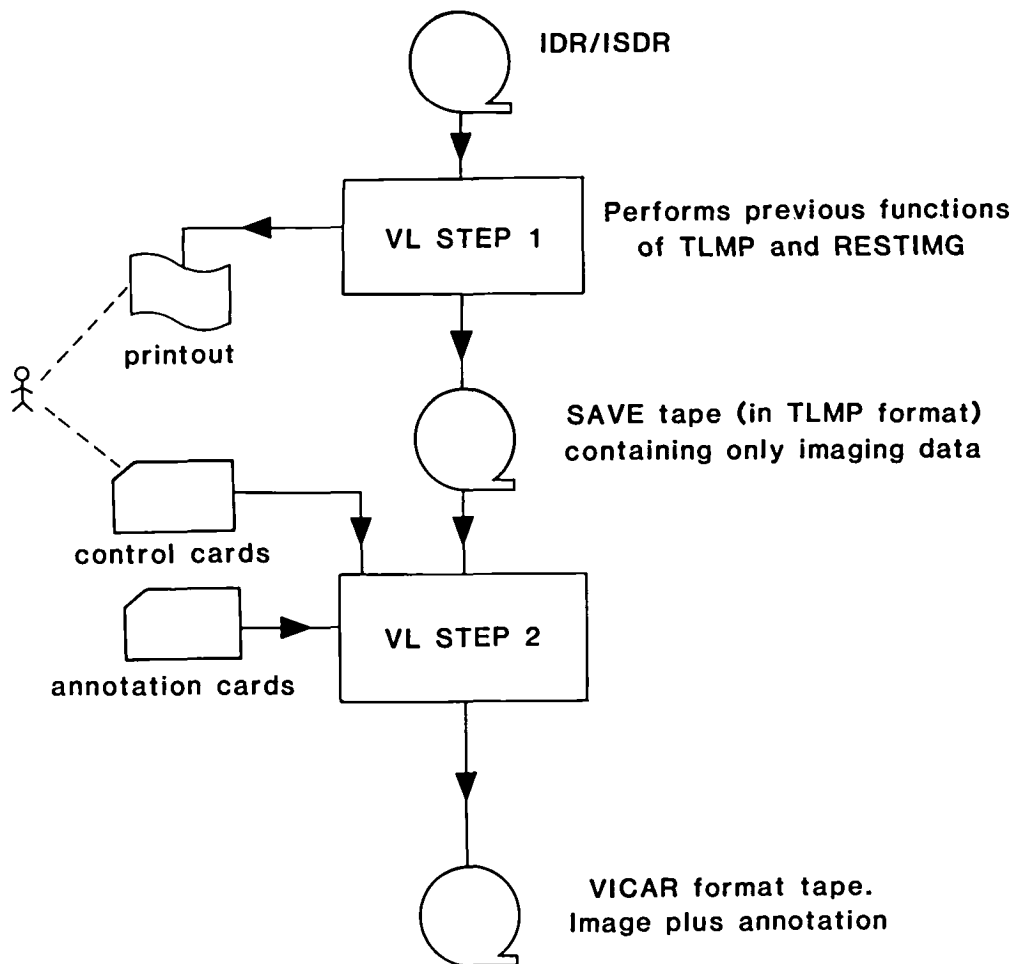 IDR/ISDR
VL STEP 1
Performs previous functions
of TLMP and RESTIMG
printout
SAVE tape (in TLMP format)
containing only imaging data
control cards
VL STEP 2
annotation cards
VICAR format tape.
Image plus annotation